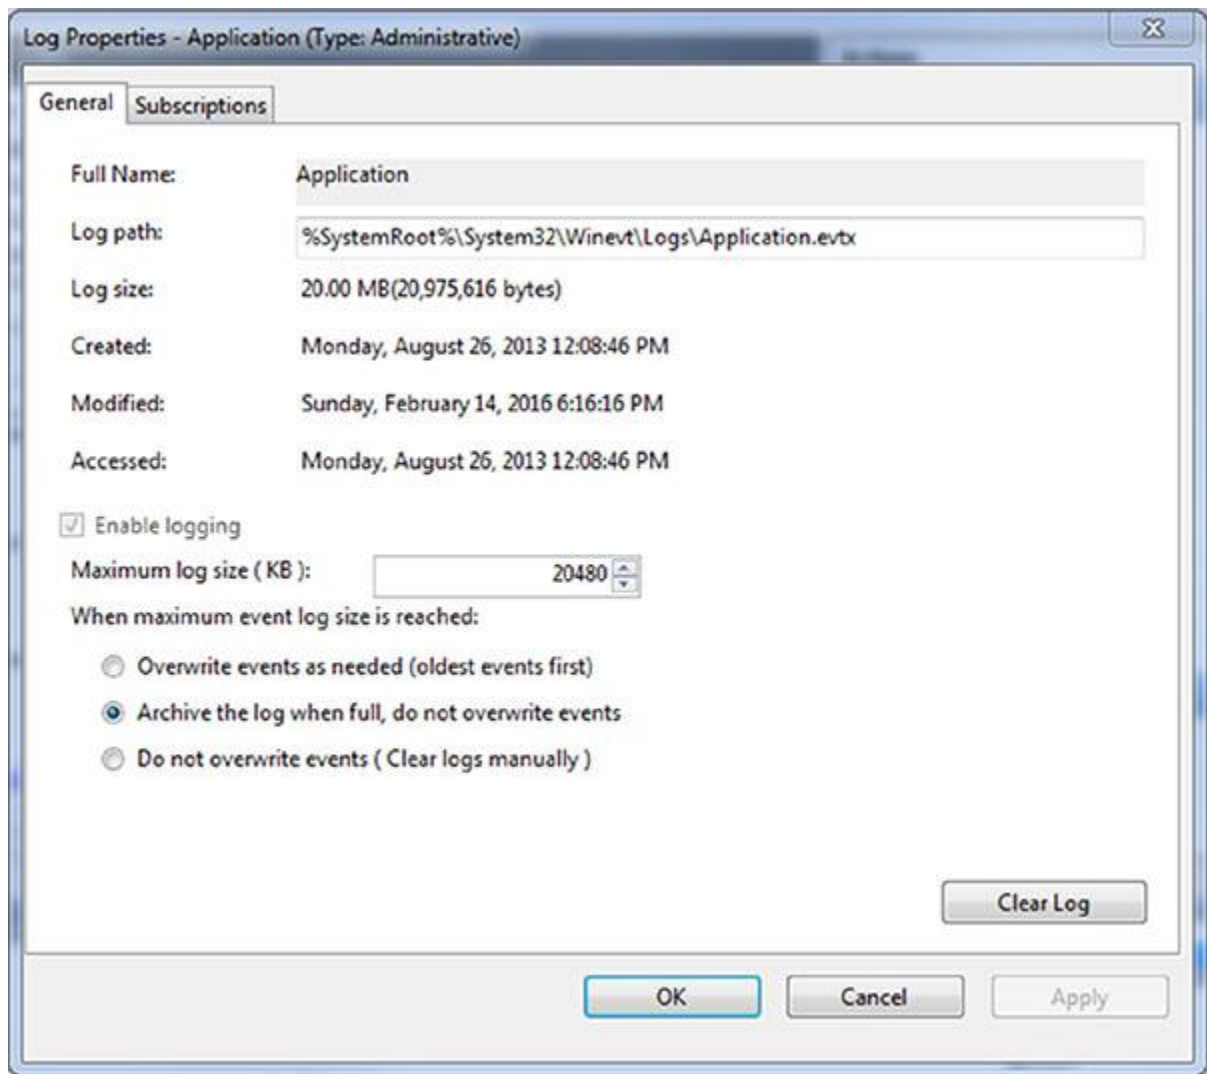 Log Properties - Application (Type: Administrative)
General Subscriptions
Full Name: Application
Log path: %SystemRoot%\System32\Winevt\Logs\Application.evtx
Log size: 20.00 MB(20,975,616 bytes)
Created: Monday, August 26, 2013 12:08:46 PM
Modified: Sunday, February 14, 2016 6:16:16 PM
Accessed: Monday, August 26, 2013 12:08:46 PM
Enable logging
Maximum log size ( KB ): 20480
When maximum event log size is reached:
Overwrite events as needed (oldest events first)
Archive the log when full, do not overwrite events
Do not overwrite events ( Clear logs manually )
Clear Log
OK Cancel Apply